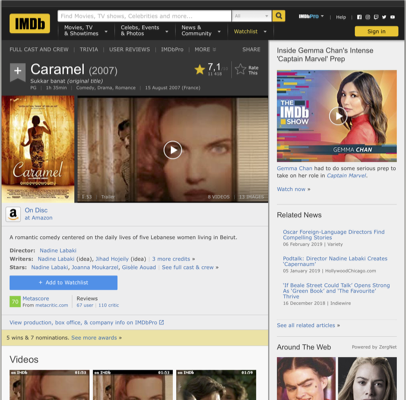 IMDb
Find Movies, TV shows, Celebrities and more...
All
Movies, TV & Showtimes
Celebs, Events & Photos
News & Community
Watchlist
IMDbPro
Help
Sign in
FULL CAST AND CREW | TRIVIA | USER REVIEWS | IMDbPro | MORE
SHARE
Caramel (2007)
Sukkar banat (original title)
PG | 1h 35min | Comedy, Drama, Romance | 15 August 2007 (France)
7,1
Rate This
Caramel
2:53 | Trailer
8 VIDEOS | 12 IMAGES
On Disc
at Amazon
A romantic comedy centered on the daily lives of five Lebanese women living in Beirut.
Director: Nadine Labaki
Writers: Nadine Labaki (idea), Jihad Hojeily (idea) | 3 more credits »
Stars: Nadine Labaki, Joanna Moukarzel, Gisèle Aouad | See full cast & crew »
+ Add to Watchlist
70
Metascore
From metacritic.com
Reviews
67 user | 110 critic
View production, box office, & company info on IMDbPro
5 wins & 7 nominations. See more awards »
Videos
Inside Gemma Chan's Intense 'Captain Marvel' Prep
THE IMDb SHOW
GEMMA CHAN
Gemma Chan had to do some serious prep to take on her role in Captain Marvel.
Watch now »
Related News
Oscar Foreign-Language Directors Find Compelling Stories
06 February 2019 | Variety
Podtalk: Director Nadine Labaki Creates 'Capernaum'
05 January 2019 | HollywoodChicago.com
'If Beale Street Could Talk' Opens Strong As 'Green Book' and 'The Favourite' Thrive
16 December 2018 | Indiewire
See all related articles »
Around The Web
Powered by ZergNet